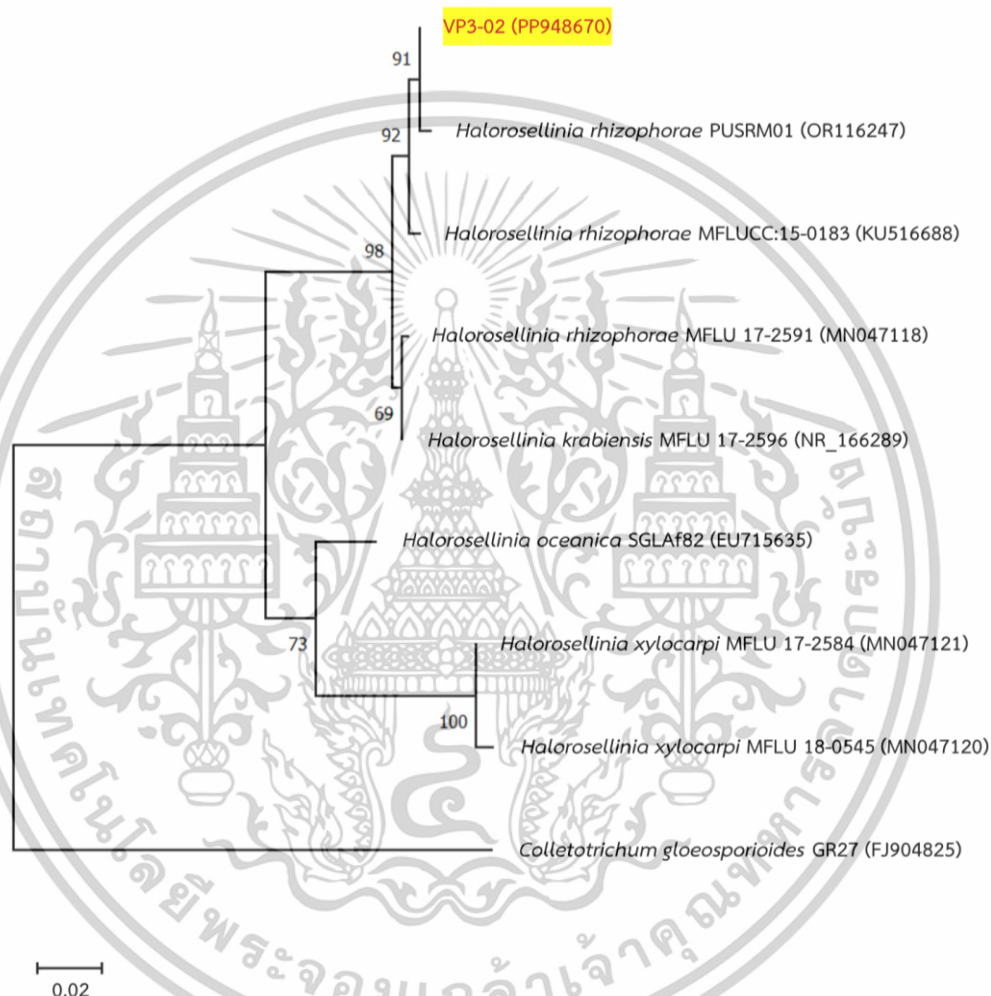 VP3-02 (PP948670)
91
Halorosellinia rhizophorae PUSRM01 (OR116247)
92
Halorosellinia rhizophorae MFLUCC:15-0183 (KU516688)
98
Halorosellinia rhizophorae MFLU 17-2591 (MN047118)
69
Halorosellinia krabiensis MFLU 17-2596 (NR_166289)
Halorosellinia oceanica SGLAf82 (EU715635)
73
Halorosellinia xylocarpi MFLU 17-2584 (MN047121)
100
Halorosellinia xylocarpi MFLU 18-0545 (MN047120)
Colletotrichum gloeosporioides GR27 (FJ904825)
0.02